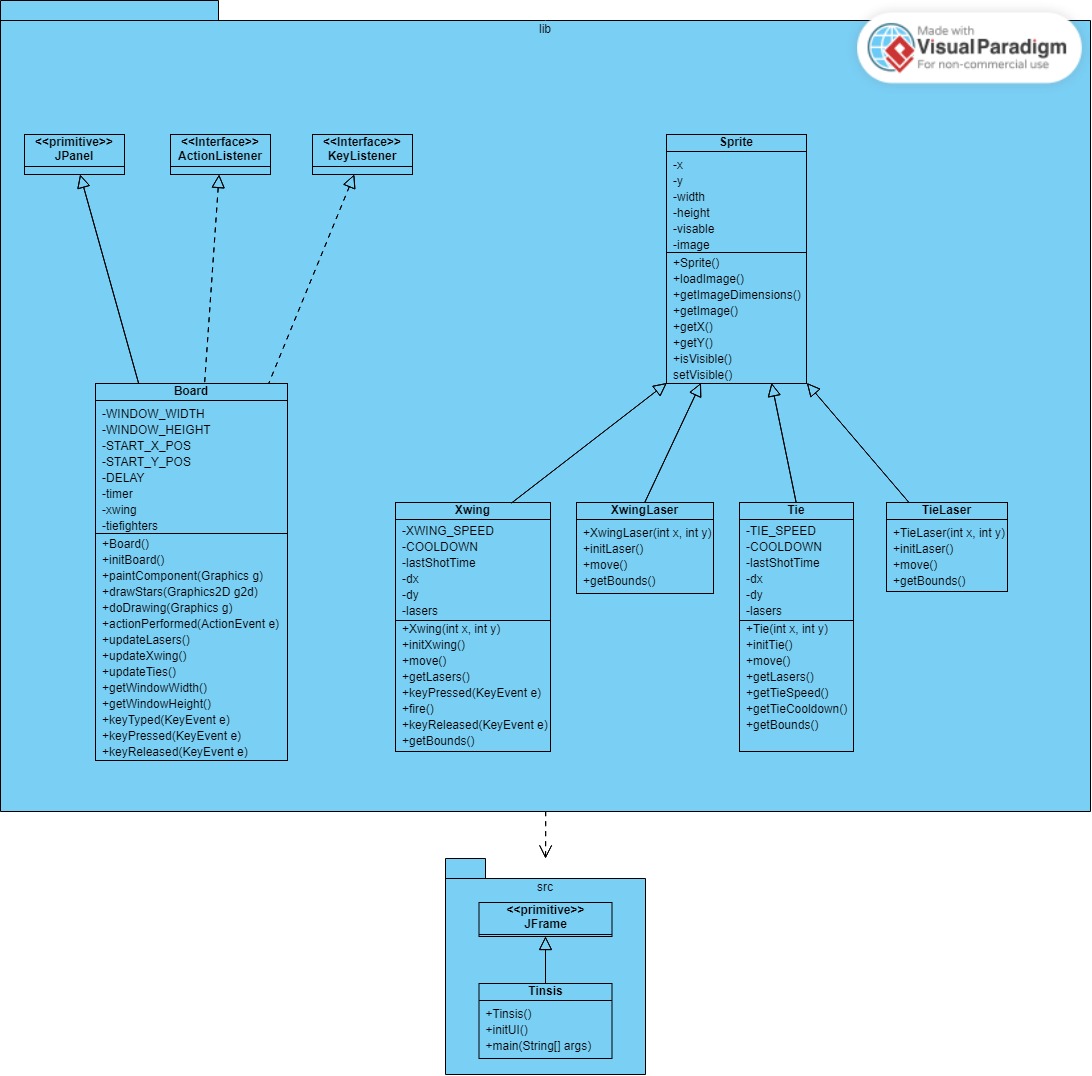 lib
Made with
VisualParadigm
For non-commercial use
<<primitive>>
JPanel
<<Interface>>
ActionListener
<<Interface>>
KeyListener
Sprite
-x
-y
-width
-height
-visable
-image
+Sprite()
+loadImage()
+getImageDimensions()
+getImage()
+getX()
+getY()
+isVisible()
setVisible()
Board
-WINDOW_WIDTH
-WINDOW_HEIGHT
-START_X_POS
-START_Y_POS
-DELAY
-timer
-xwing
-tiefighters
+Board()
+initBoard()
+paintComponent(Graphics g)
+drawStars(Graphics2D g2d)
+doDrawing(Graphics g)
+actionPerformed(ActionEvent e)
+updateLasers()
+updateXwing()
+updateTies()
+getWindowWidth()
+getWindowHeight()
+keyTyped(KeyEvent e)
+keyPressed(KeyEvent e)
+keyReleased(KeyEvent e)
Xwing
-XWING_SPEED
-COOLDOWN
-lastShotTime
-dx
-dy
-lasers
+Xwing(int x, int y)
+initXwing()
+move()
+getLasers()
+keyPressed(KeyEvent e)
+fire()
+keyReleased(KeyEvent e)
+getBounds()
XwingLaser
+XwingLaser(int x, int y)
+initLaser()
+move()
+getBounds()
Tie
-TIE_SPEED
-COOLDOWN
-lastShotTime
-dx
-dy
-lasers
+Tie(int x, int y)
+initTie()
+move()
+getLasers()
+getTieSpeed()
+getTieCooldown()
+getBounds()
TieLaser
+TieLaser(int x, int y)
+initLaser()
+move()
+getBounds()
src
<<primitive>>
JFrame
Tinsis
+Tinsis()
+initUI()
+main(String[] args)